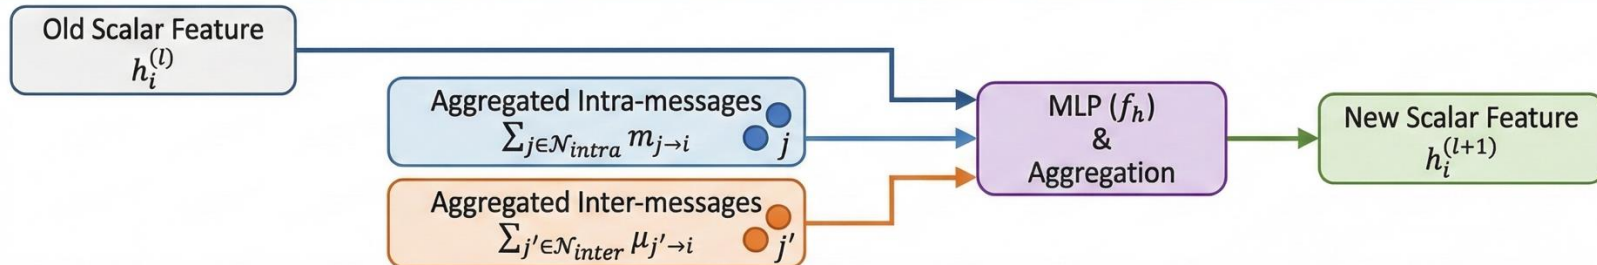 Old Scalar Feature
h_i^{(l)}
Aggregated Intra-messages
∑_{j∈𝒩_{intra}} m_{j→i}
j
Aggregated Inter-messages
∑_{j'∈𝒩_{inter}} μ_{j'→i}
j'
MLP (f_h)
&
Aggregation
New Scalar Feature
h_i^{(l+1)}